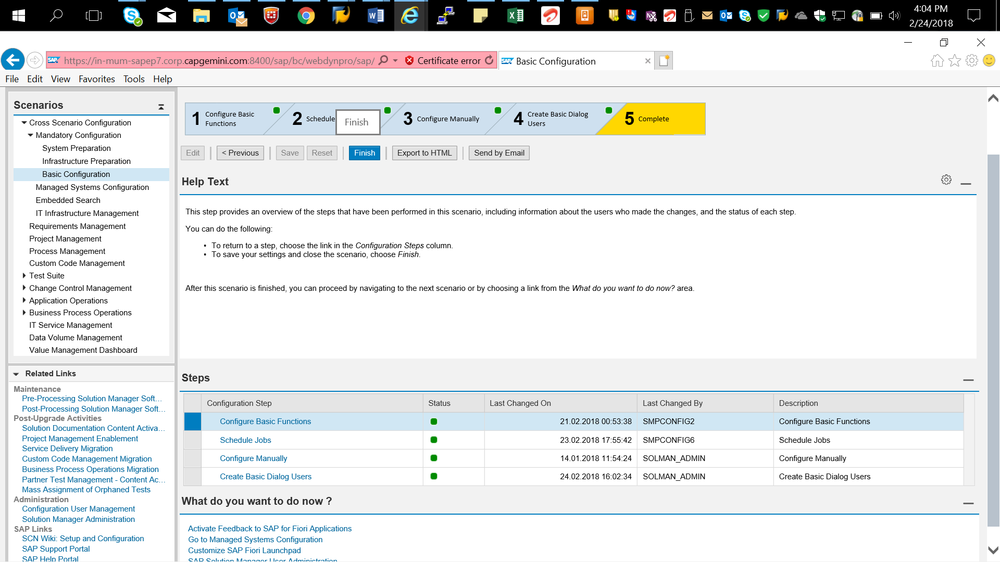 4:04 PM
2/24/2018
https://in-mum-sapep7.corp.capgemini.com:8400/sap/bc/webdynpro/sap/
Certificate error
Basic Configuration
File Edit View Favorites Tools Help
Scenarios
Cross Scenario Configuration
Mandatory Configuration
System Preparation
Infrastructure Preparation
Basic Configuration
Managed Systems Configuration
Embedded Search
IT Infrastructure Management
Requirements Management
Project Management
Process Management
Custom Code Management
Test Suite
Change Control Management
Application Operations
Business Process Operations
IT Service Management
Data Volume Management
Value Management Dashboard
Related Links
Maintenance
Pre-Processing Solution Manager Soft...
Post-Processing Solution Manager Soft...
Post-Upgrade Activities
Solution Documentation Content Activa...
Project Management Enablement
Service Delivery Migration
Custom Code Management Migration
Business Process Operations Migration
Partner Test Management - Content Ac...
Mass Assignment of Orphaned Tests
Administration
Configuration User Management
Solution Manager Administration
SAP Links
SCN Wiki: Setup and Configuration
SAP Support Portal
SAP Help Portal
1 Configure Basic Functions
2 Schedule
Finish
3 Configure Manually
4 Create Basic Dialog Users
5 Complete
Edit < Previous Save Reset Finish Export to HTML Send by Email
Help Text
This step provides an overview of the steps that have been performed in this scenario, including information about the users who made the changes, and the status of each step.
You can do the following:
• To return to a step, choose the link in the Configuration Steps column.
• To save your settings and close the scenario, choose Finish.
After this scenario is finished, you can proceed by navigating to the next scenario or by choosing a link from the What do you want to do now? area.
Steps
Configuration Step Status Last Changed On Last Changed By Description
Configure Basic Functions 21.02.2018 00:53:38 SMPCONFIG2 Configure Basic Functions
Schedule Jobs 23.02.2018 17:55:42 SMPCONFIG6 Schedule Jobs
Configure Manually 14.01.2018 11:54:24 SOLMAN_ADMIN Configure Manually
Create Basic Dialog Users 24.02.2018 16:02:34 SOLMAN_ADMIN Create Basic Dialog Users
What do you want to do now ?
Activate Feedback to SAP for Fiori Applications
Go to Managed Systems Configuration
Customize SAP Fiori Launchpad
SAP Solution Manager User Administration